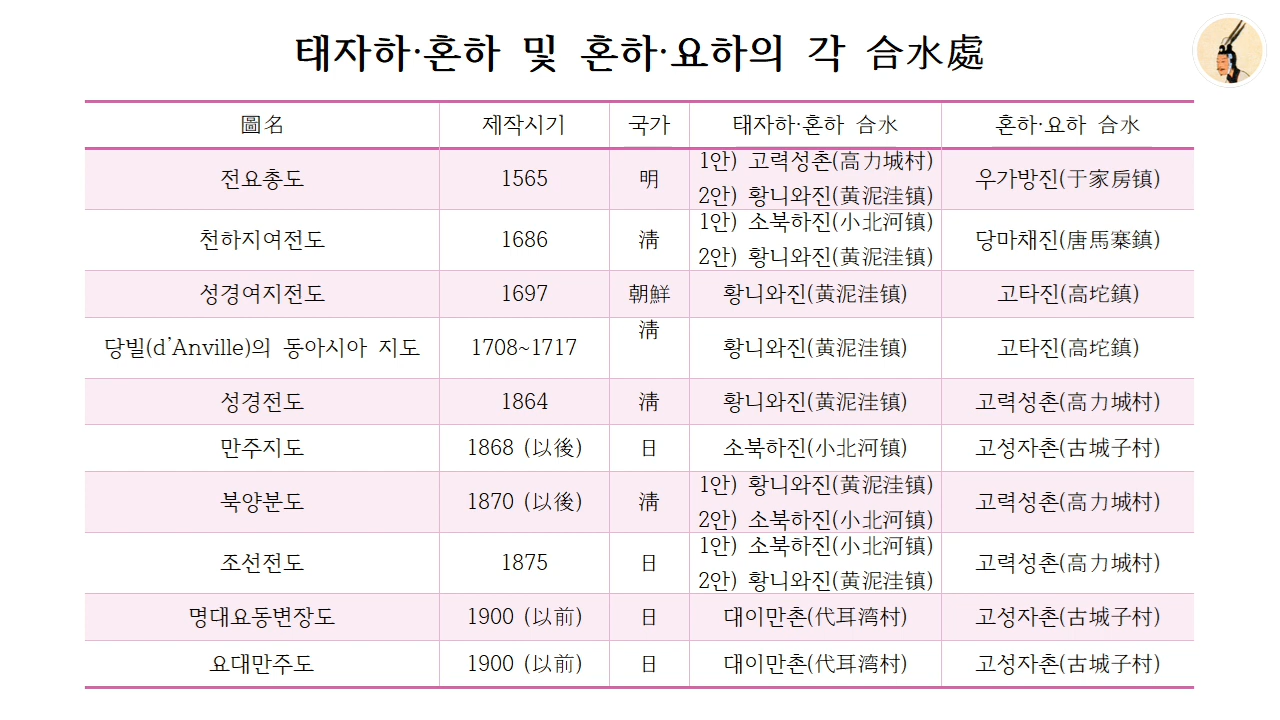 태자하·혼하 및 혼하·요하의 각 合水處
圖名 제작시기 국가 태자하·혼하 合水 혼하·요하 合水
전요총도 1565 明 1안) 고력성촌(高力城村) 2안) 황니와진(黄泥洼镇) 우가방진(于家房镇)
천하지여전도 1686 淸 1안) 소북하진(小北河镇) 2안) 황니와진(黄泥洼镇) 당마채진(唐馬寨鎮)
성경여지전도 1697 朝鮮 황니와진(黄泥洼镇) 고타진(高坨鎮)
당빌(d’Anville)의 동아시아 지도 1708~1717 淸 황니와진(黄泥洼镇) 고타진(高坨鎮)
성경전도 1864 淸 황니와진(黄泥洼镇) 고력성촌(高力城村)
만주지도 1868 (以後) 日 소북하진(小北河镇) 고성자촌(古城子村)
북양분도 1870 (以後) 淸 1안) 황니와진(黄泥洼镇) 2안) 소북하진(小北河镇) 고력성촌(高力城村)
조선전도 1875 日 1안) 소북하진(小北河镇) 2안) 황니와진(黄泥洼镇) 고력성촌(高力城村)
명대요동변장도 1900 (以前) 日 대이만촌(代耳湾村) 고성자촌(古城子村)
요대만주도 1900 (以前) 日 대이만촌(代耳湾村) 고성자촌(古城子村)